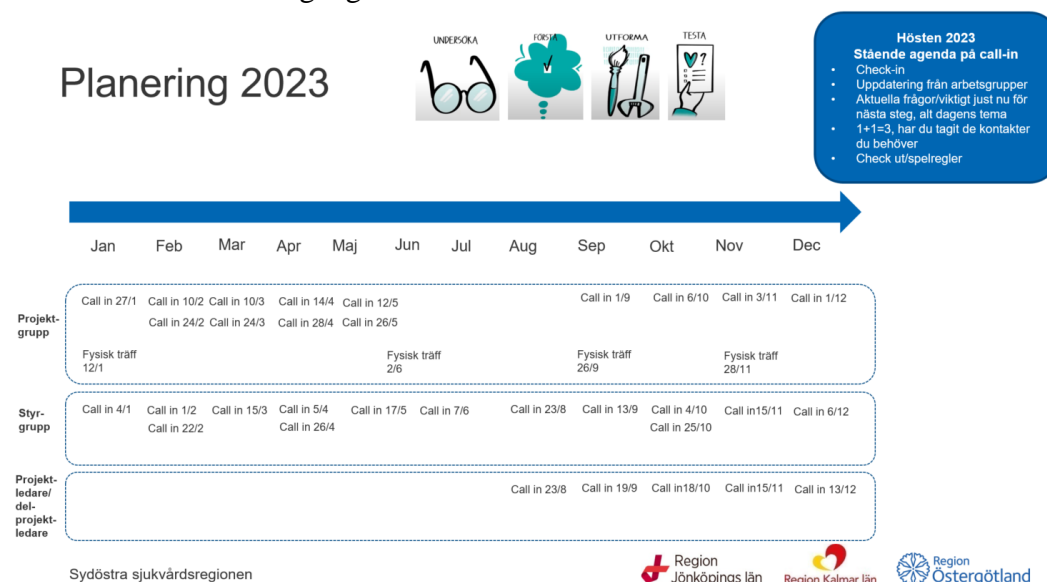 UNDERSÖKA
FÖRSTÅ
UTFORMA
TESTA
Planering 2023
Hösten 2023
Stående agenda på call-in
• Check-in
• Uppdatering från arbetsgrupper
• Aktuella frågor/viktigt just nu för
nästa steg, alt dagens tema
• 1+1=3, har du tagit de kontakter
du behöver
• Check ut/spelregler
Jan Feb Mar Apr Maj Jun Jul Aug Sep Okt Nov Dec
Projekt-
grupp
Call in 27/1 Call in 10/2 Call in 10/3 Call in 14/4 Call in 12/5 Call in 1/9 Call in 6/10 Call in 3/11 Call in 1/12
Call in 24/2 Call in 24/3 Call in 28/4 Call in 26/5
Fysisk träff Fysisk träff Fysisk träff Fysisk träff
12/1 2/6 26/9 28/11
Styr-
grupp
Call in 4/1 Call in 1/2 Call in 15/3 Call in 5/4 Call in 17/5 Call in 7/6 Call in 23/8 Call in 13/9 Call in 4/10 Call in15/11 Call in 6/12
Call in 22/2 Call in 26/4 Call in 25/10
Projekt-
ledare/
del-
projekt-
ledare
Call in 23/8 Call in 19/9 Call in18/10 Call in15/11 Call in 13/12
Sydöstra sjukvårdsregionen
Region
Jönköpings län
Region Kalmar län
Region
Östergötland